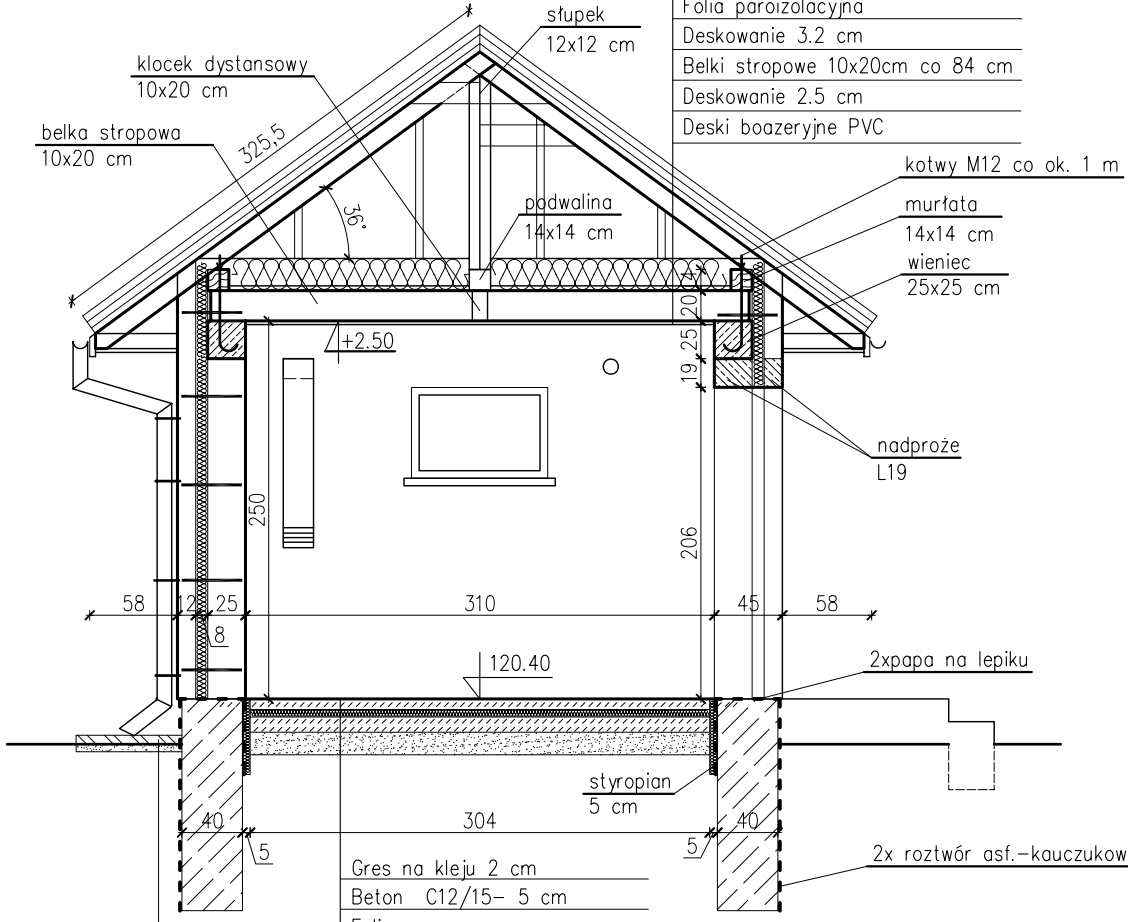 Folia paroizolacyjna
Deskowanie 3.2 cm
Belki stropowe 10x20cm co 84 cm
Deskowanie 2.5 cm
Deski boazeryjne PVC
słupek
12x12 cm
klocek dystansowy
10x20 cm
belka stropowa
10x20 cm
325,5
36°
podwalina
14x14 cm
kotwy M12 co ok. 1 m
murłata
14x14 cm
wieniec
25x25 cm
4
20
25
19
+2.50
nadproże
L19
250
206
58
12
25
310
45
58
8
120.40
2xpapa na lepiku
styropian
5 cm
40
304
40
5
5
2x roztwór asf.-kauczukow
Gres na kleju 2 cm
Beton C12/15- 5 cm